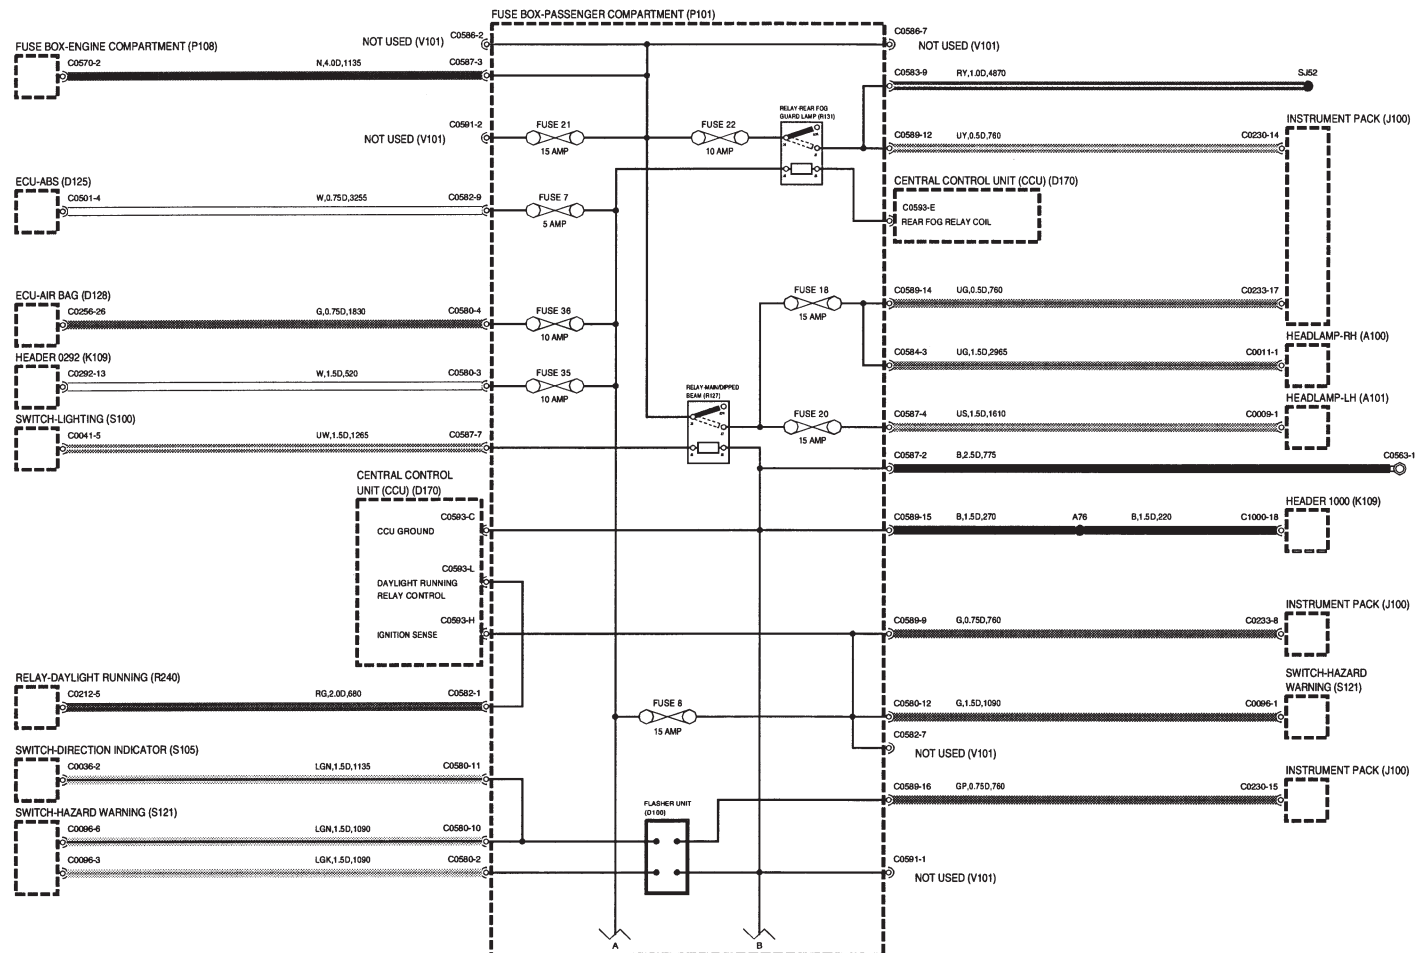 FUSE BOX-PASSENGER COMPARTMENT (P101)
FUSE BOX-ENGINE COMPARTMENT (P108)
C0570-2
N,4.0D,1135
C0587-3
NOT USED (V101)
C0586-2
C0586-7
NOT USED (V101)
C0583-9
RY,1.0D,4870
SJ52
NOT USED (V101)
C0591-2
FUSE 21
15 AMP
FUSE 22
10 AMP
RELAY-REAR FOG
GUARD LAMP (R131)
C0589-12
UY,0.5D,760
C0230-14
INSTRUMENT PACK (J100)
ECU-ABS (D125)
C0501-4
W,0.75D,3255
C0582-9
FUSE 7
5 AMP
CENTRAL CONTROL UNIT (CCU) (D170)
C0593-E
REAR FOG RELAY COIL
ECU-AIR BAG (D128)
C0256-26
G,0.75D,1830
C0580-4
FUSE 36
10 AMP
FUSE 18
15 AMP
C0589-14
UG,0.5D,760
C0233-17
HEADER 0292 (K109)
C0292-13
W,1.5D,520
C0580-3
FUSE 35
10 AMP
C0584-3
UG,1.5D,2965
C0011-1
HEADLAMP-RH (A100)
RELAY-MAIN/DIPPED
BEAM (R127)
SWITCH-LIGHTING (S100)
C0041-5
UW,1.5D,1265
C0587-7
FUSE 20
15 AMP
C0587-4
US,1.5D,1610
C0009-1
HEADLAMP-LH (A101)
C0587-2
B,2.5D,775
C0563-1
CENTRAL CONTROL
UNIT (CCU) (D170)
C0593-C
CCU GROUND
C0593-L
DAYLIGHT RUNNING
RELAY CONTROL
C0593-H
IGNITION SENSE
C0589-15
B,1.5D,270
A76
B,1.5D,220
C1000-18
HEADER 1000 (K109)
C0589-9
G,0.75D,760
C0233-8
INSTRUMENT PACK (J100)
RELAY-DAYLIGHT RUNNING (R240)
C0212-5
RG,2.0D,680
C0582-1
FUSE 8
15 AMP
C0580-12
G,1.5D,1090
C0096-1
SWITCH-HAZARD
WARNING (S121)
C0582-7
NOT USED (V101)
SWITCH-DIRECTION INDICATOR (S105)
C0036-2
LGN,1.5D,1135
C0580-11
FLASHER UNIT
(D100)
C0589-16
GP,0.75D,760
C0230-15
INSTRUMENT PACK (J100)
SWITCH-HAZARD WARNING (S121)
C0096-6
LGN,1.5D,1090
C0580-10
C0096-3
LGK,1.5D,1090
C0580-2
C0591-1
NOT USED (V101)
A
B